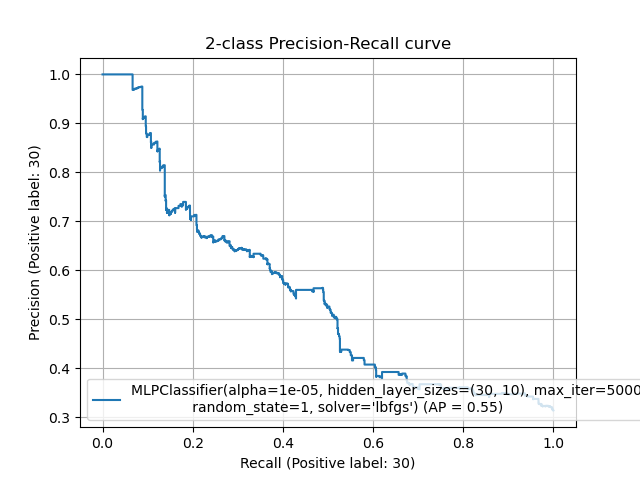 2-class Precision-Recall curve
Precision (Positive label: 30)
1.0
0.9
0.8
0.7
0.6
0.5
0.4
0.3
MLPClassifier(alpha=1e-05, hidden_layer_sizes=(30, 10), max_iter=5000
random_state=1, solver='lbfgs') (AP = 0.55)
0.0 0.2 0.4 0.6 0.8 1.0
Recall (Positive label: 30)